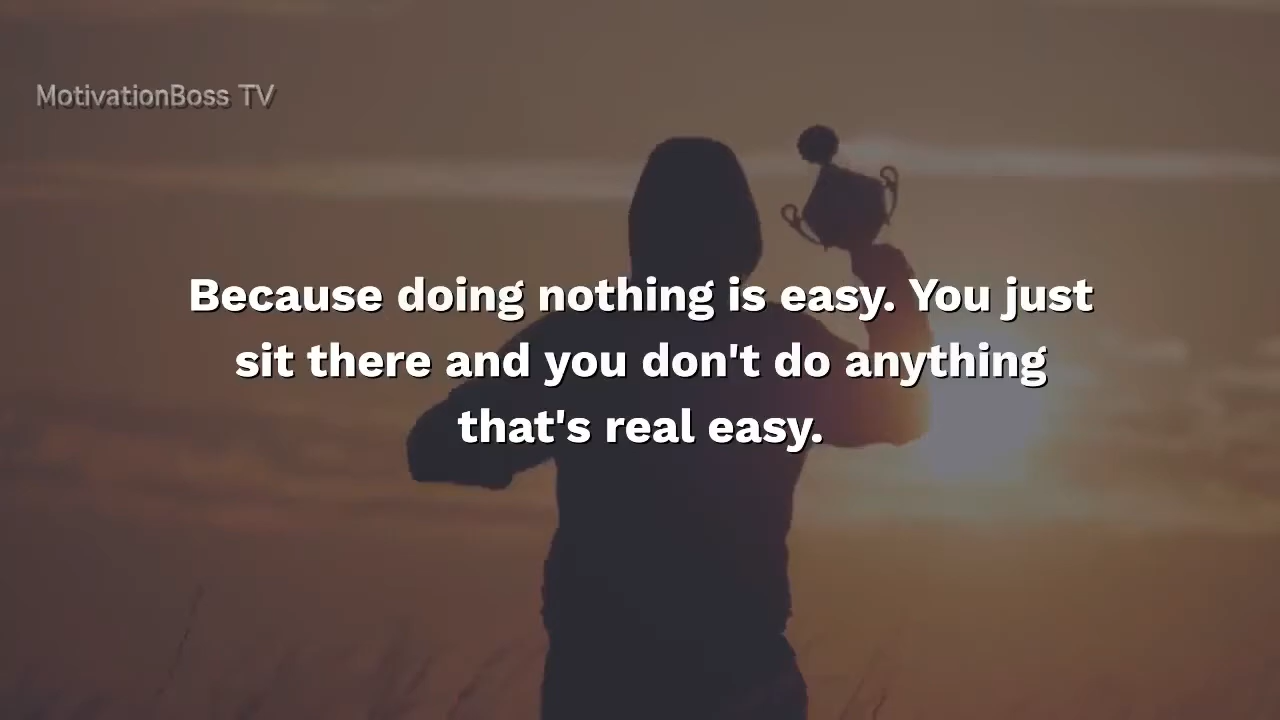 MotivationBoss TV
Because doing nothing is easy. You just
sit there and you don't do anything
that's real easy.